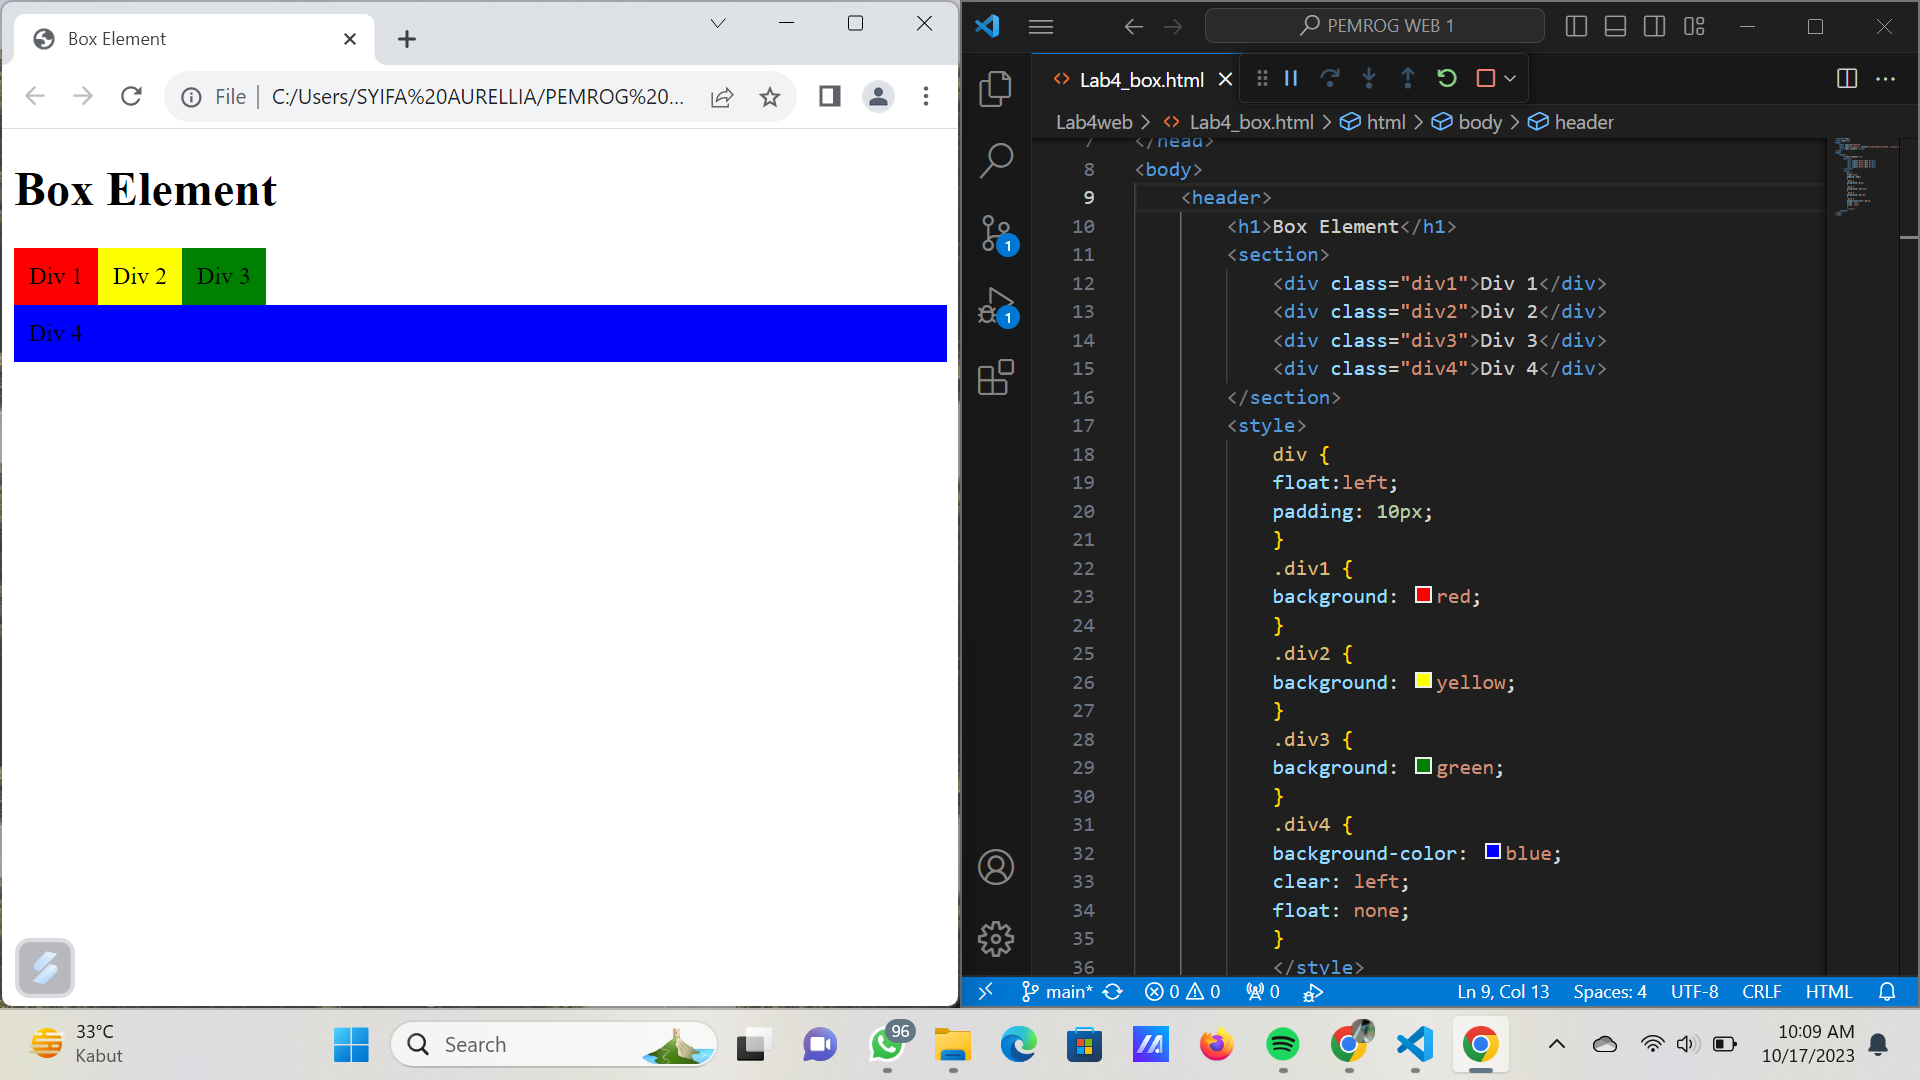 Box Element
File
C:/Users/SYIFA%20AURELLIA/PEMROG%20...
Box Element
Div 1
Div 2
Div 3
Div 4
PEMROG WEB 1
Lab4_box.html
Lab4web > Lab4_box.html > html > body > header
7 </head>
8 <body>
9 <header>
10 <h1>Box Element</h1>
11 <section>
12 <div class="div1">Div 1</div>
13 <div class="div2">Div 2</div>
14 <div class="div3">Div 3</div>
15 <div class="div4">Div 4</div>
16 </section>
17 <style>
18 div {
19 float:left;
20 padding: 10px;
21 }
22 .div1 {
23 background: red;
24 }
25 .div2 {
26 background: yellow;
27 }
28 .div3 {
29 background: green;
30 }
31 .div4 {
32 background-color: blue;
33 clear: left;
34 float: none;
35 }
36 </style>
1
1
main* 0 0 0 Ln 9, Col 13 Spaces: 4 UTF-8 CRLF HTML
33°C
Kabut
Search
96
10:09 AM
10/17/2023